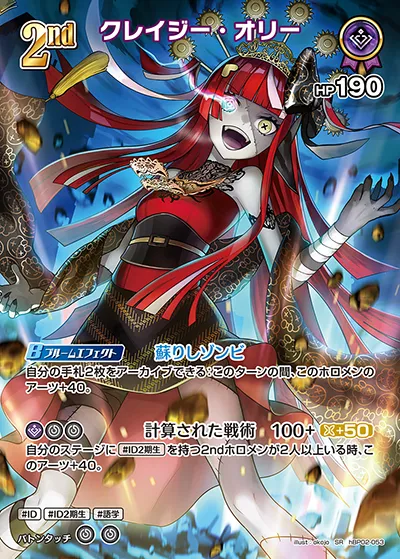 2nd
クレイジー・オリー
HP190
Bブルームエフェクト 蘇りしゾンビ
自分の手札2枚をアーカイブできる:このターンの間、このホロメンの
アーツ+40。
計算された戦術 100+ +50
自分のステージに #ID2期生 を持つ2ndホロメンが2人以上いる時、こ
のアーツ+40。
#ID #ID2期生 #語学
バトンタッチ
illust okojo SR hBP02-053